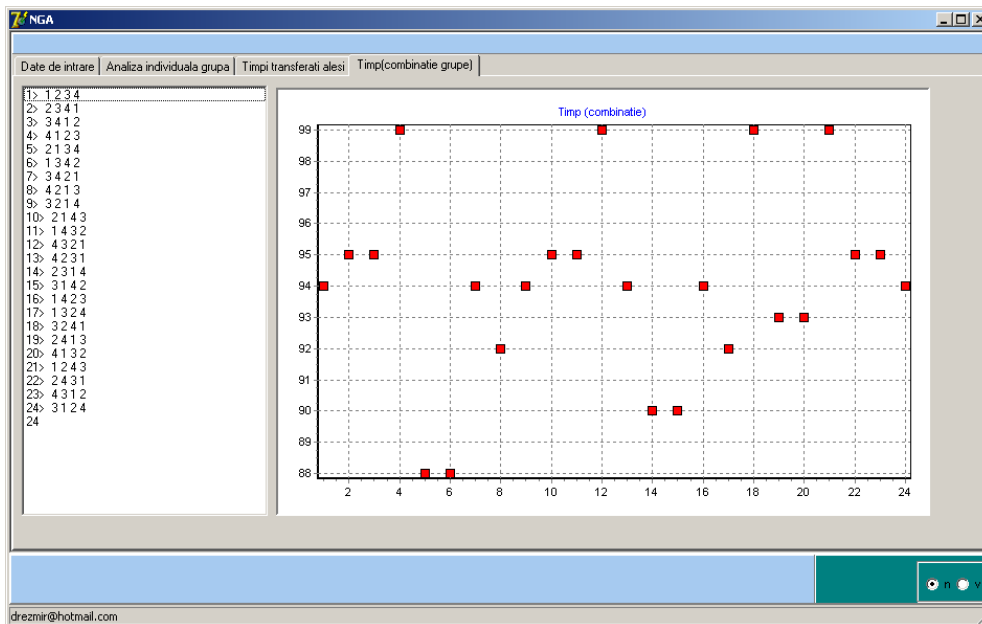 NGA
Date de intrare Analiza individuala grupa Timpi transferati alesi Timp(combinatie grupe)
1> 1 2 3 4
2> 2 3 4 1
3> 3 4 1 2
4> 4 1 2 3
5> 2 1 3 4
6> 1 3 4 2
7> 3 4 2 1
8> 4 2 1 3
9> 3 2 1 4
10> 2 1 4 3
11> 1 4 3 2
12> 4 3 2 1
13> 4 2 3 1
14> 2 3 1 4
15> 3 1 4 2
16> 1 4 2 3
17> 1 3 2 4
18> 3 2 4 1
19> 2 4 1 3
20> 4 1 3 2
21> 1 2 4 3
22> 2 4 3 1
23> 4 3 1 2
24> 3 1 2 4
24
Timp (combinatie)
99
98
97
96
95
94
93
92
91
90
89
88
2 4 6 8 10 12 14 16 18 20 22 24
n v
drezmir@hotmail.com